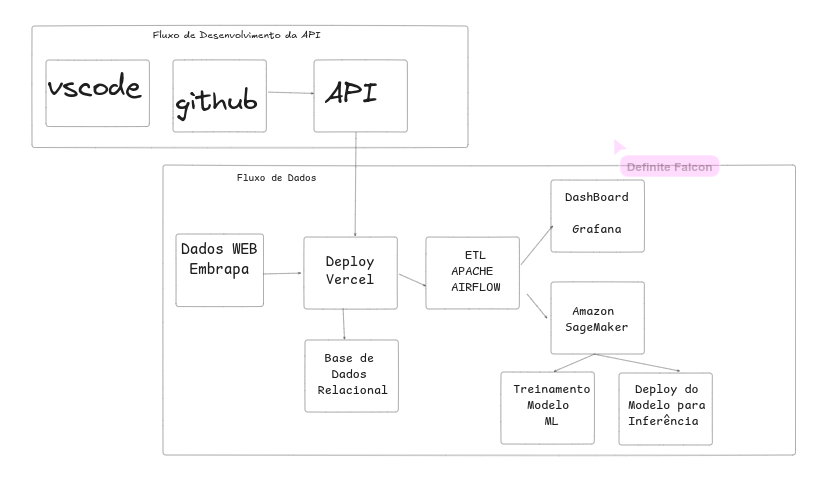 Fluxo de Desenvolvimento da API
vscode
github
API
Definite Falcon
Fluxo de Dados
DashBoard
Grafana
Dados WEB
Embrapa
Deploy
Vercel
ETL
APACHE
AIRFLOW
Amazon
SageMaker
Base de
Dados
Relacional
Treinamento
Modelo
ML
Deploy do
Modelo para
Inferência